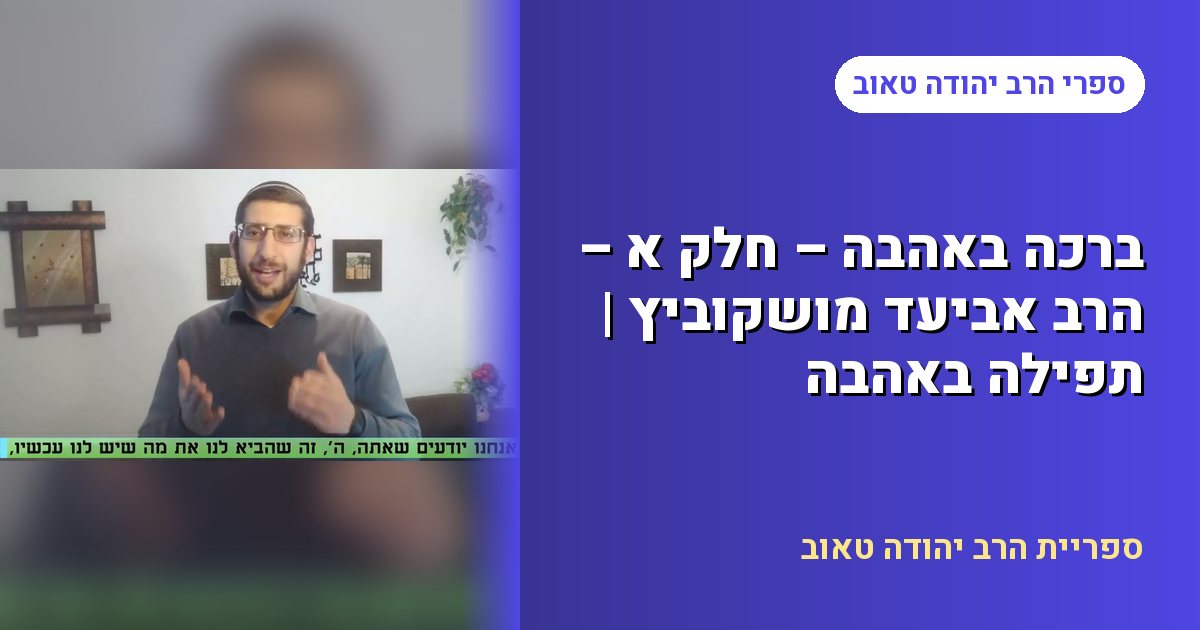 ספרי הרב יהודה טאוב
ברכה באהבה – חלק א –
הרב אביעד מושקוביץ |
תפילה באהבה
אנחנו יודעים שאתה, ה', זה שהביא לנו את מה שיש לנו עכשיו,
ספריית הרב יהודה טאוב